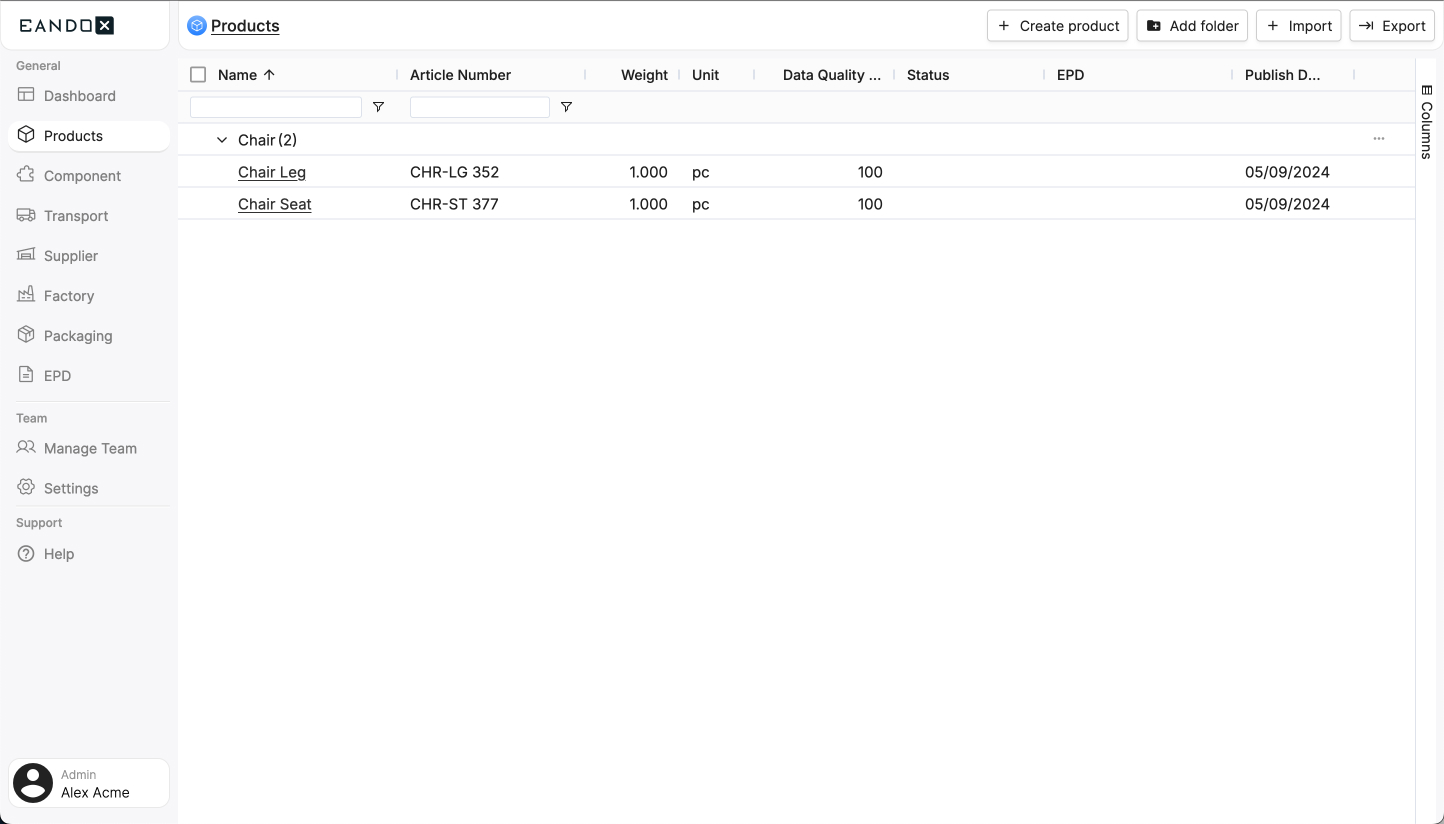 EANDOX
Products
Create product
Add folder
Import
Export
General
Dashboard
Products
Component
Transport
Supplier
Factory
Packaging
EPD
Team
Manage Team
Settings
Support
Help
Admin
Alex Acme
Name Article Number Weight Unit Data Quality ... Status EPD Publish D...
Chair (2) ...
Chair Leg CHR-LG 352 1.000 pc 100 05/09/2024
Chair Seat CHR-ST 377 1.000 pc 100 05/09/2024
Columns